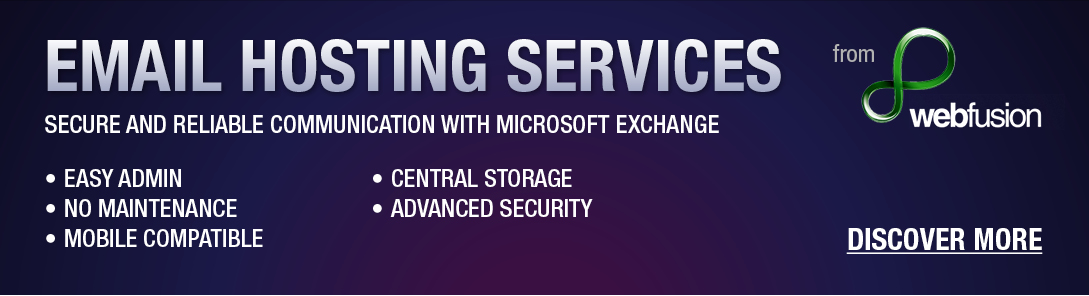 EMAIL HOSTING SERVICES
from
webfusion
SECURE AND RELIABLE COMMUNICATION WITH MICROSOFT EXCHANGE
• EASY ADMIN
• NO MAINTENANCE
• MOBILE COMPATIBLE
• CENTRAL STORAGE
• ADVANCED SECURITY
DISCOVER MORE